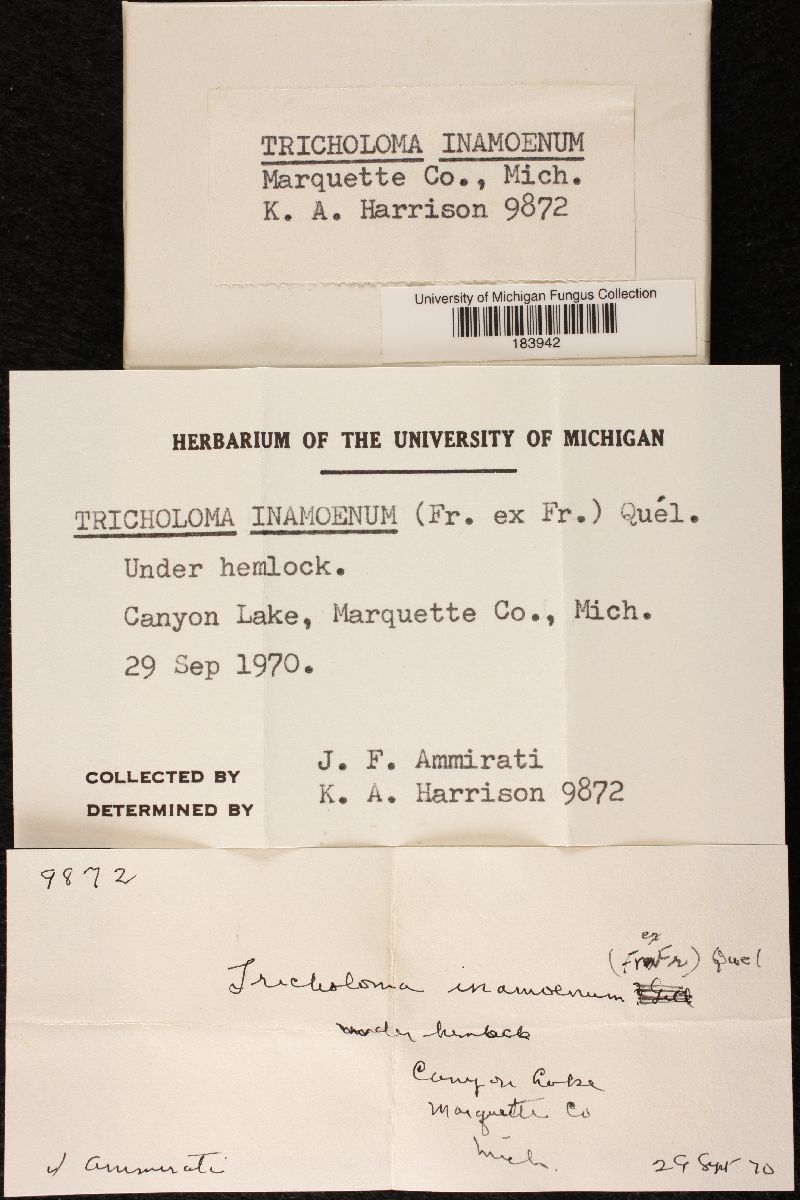 TRICHOLOMA INAMOENUM
Marquette Co., Mich.
K. A. Harrison 9872
University of Michigan Fungus Collection
183942
HERBARIUM OF THE UNIVERSITY OF MICHIGAN
TRICHOLOMA INAMOENUM (Fr. ex Fr.) Quél.
Under hemlock.
Canyon Lake, Marquette Co., Mich.
29 Sep 1970.
COLLECTED BY J. F. Ammirati
DETERMINED BY K. A. Harrison 9872
9872
ex
(Fr Fr) Quel
Tricholoma inamoenum
under hemlock
Canyon Lake
Marquette Co
Mich.
J Ammirati
29 Sept 70